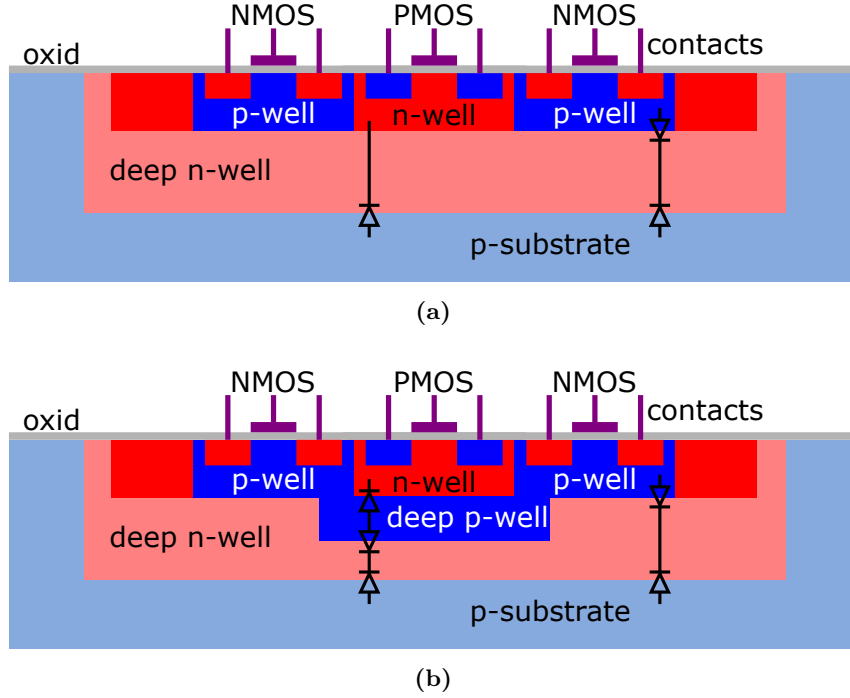 NMOS PMOS NMOS
oxid contacts
p-well n-well p-well
deep n-well
p-substrate
(a)
NMOS PMOS NMOS
oxid contacts
p-well n-well p-well
deep p-well
deep n-well
p-substrate
(b)